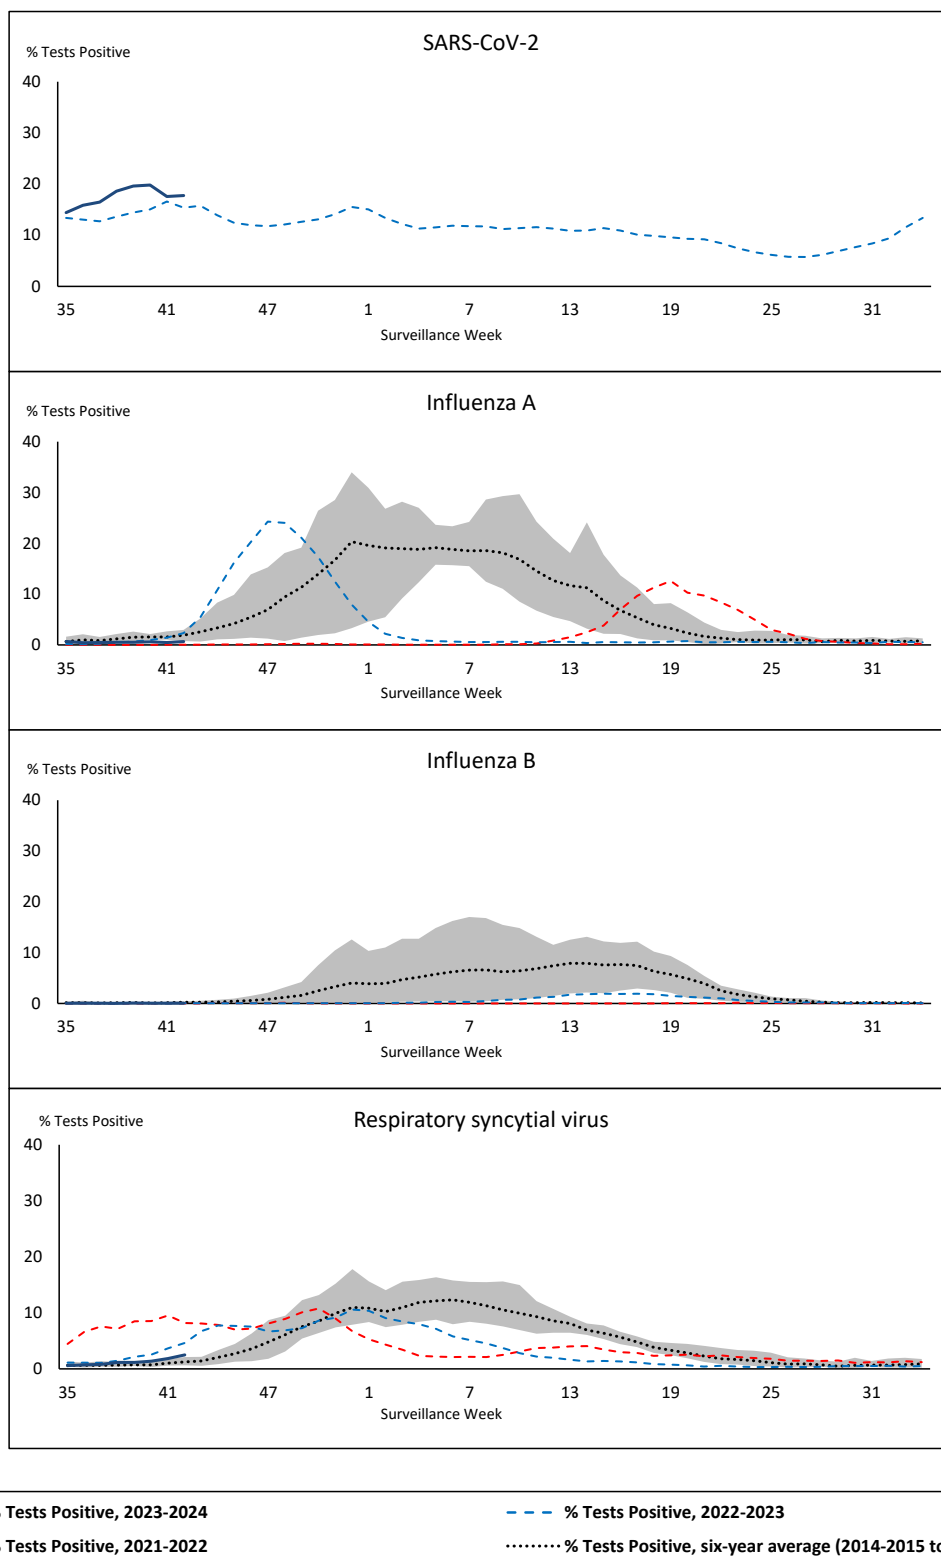 SARS-CoV-2
% Tests Positive
40
30
20
10
0
35 41 47 1 7 13 19 25 31
Surveillance Week
Influenza A
% Tests Positive
40
30
20
10
0
35 41 47 1 7 13 19 25 31
Surveillance Week
Influenza B
% Tests Positive
40
30
20
10
0
35 41 47 1 7 13 19 25 31
Surveillance Week
Respiratory syncytial virus
% Tests Positive
40
30
20
10
0
35 41 47 1 7 13 19 25 31
Surveillance Week
Tests Positive, 2023-2024 % Tests Positive, 2022-2023
Tests Positive, 2021-2022 % Tests Positive, six-year average (2014-2015 to